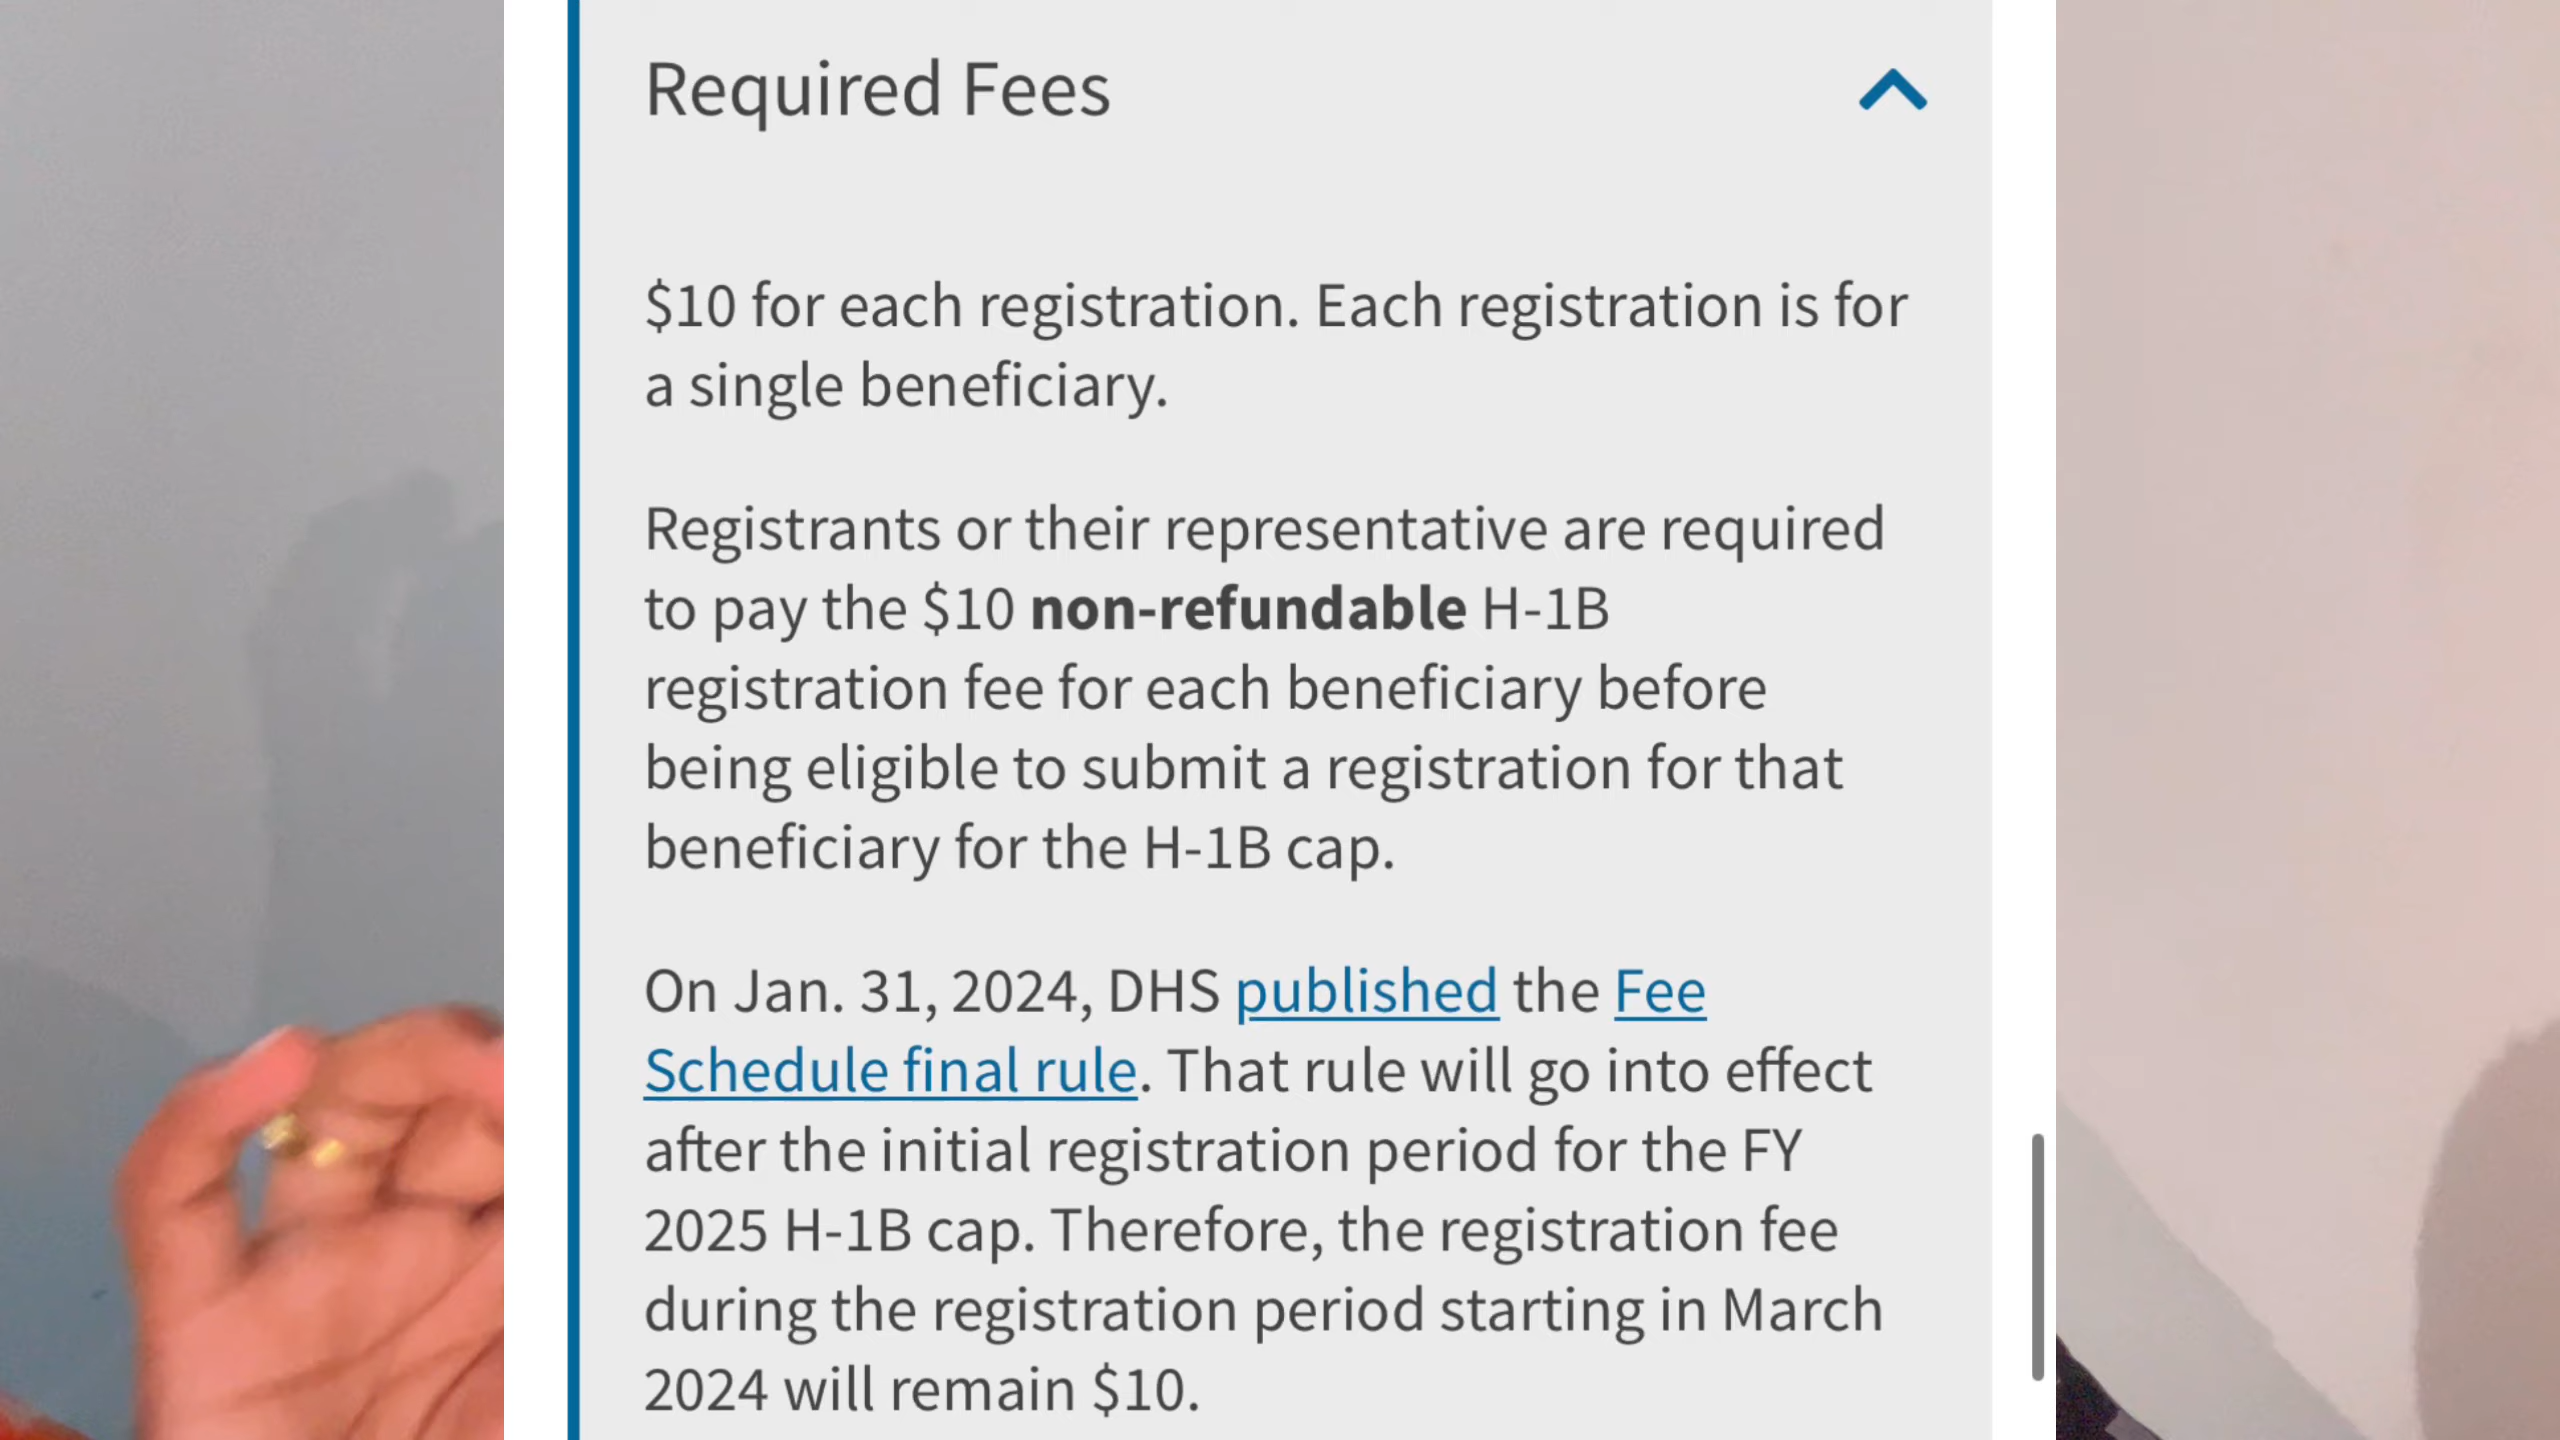 Required Fees
$10 for each registration. Each registration is for
a single beneficiary.
Registrants or their representative are required
to pay the $10 non-refundable H-1B
registration fee for each beneficiary before
being eligible to submit a registration for that
beneficiary for the H-1B cap.
On Jan. 31, 2024, DHS published the Fee
Schedule final rule. That rule will go into effect
after the initial registration period for the FY
2025 H-1B cap. Therefore, the registration fee
during the registration period starting in March
2024 will remain $10.